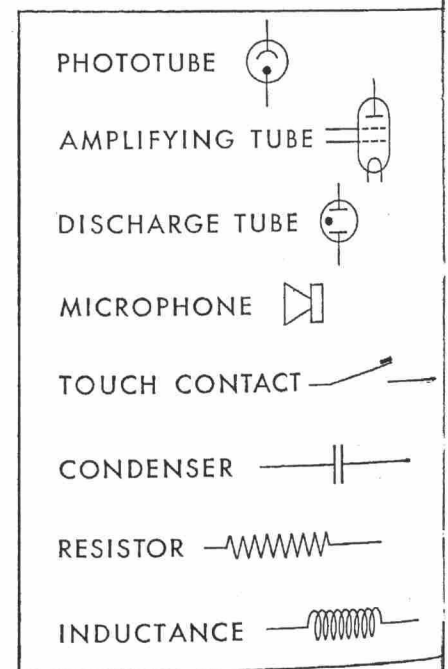 PHOTOTUBE
AMPLIFYING TUBE
DISCHARGE TUBE
MICROPHONE
TOUCH CONTACT
CONDENSER
RESISTOR
INDUCTANCE